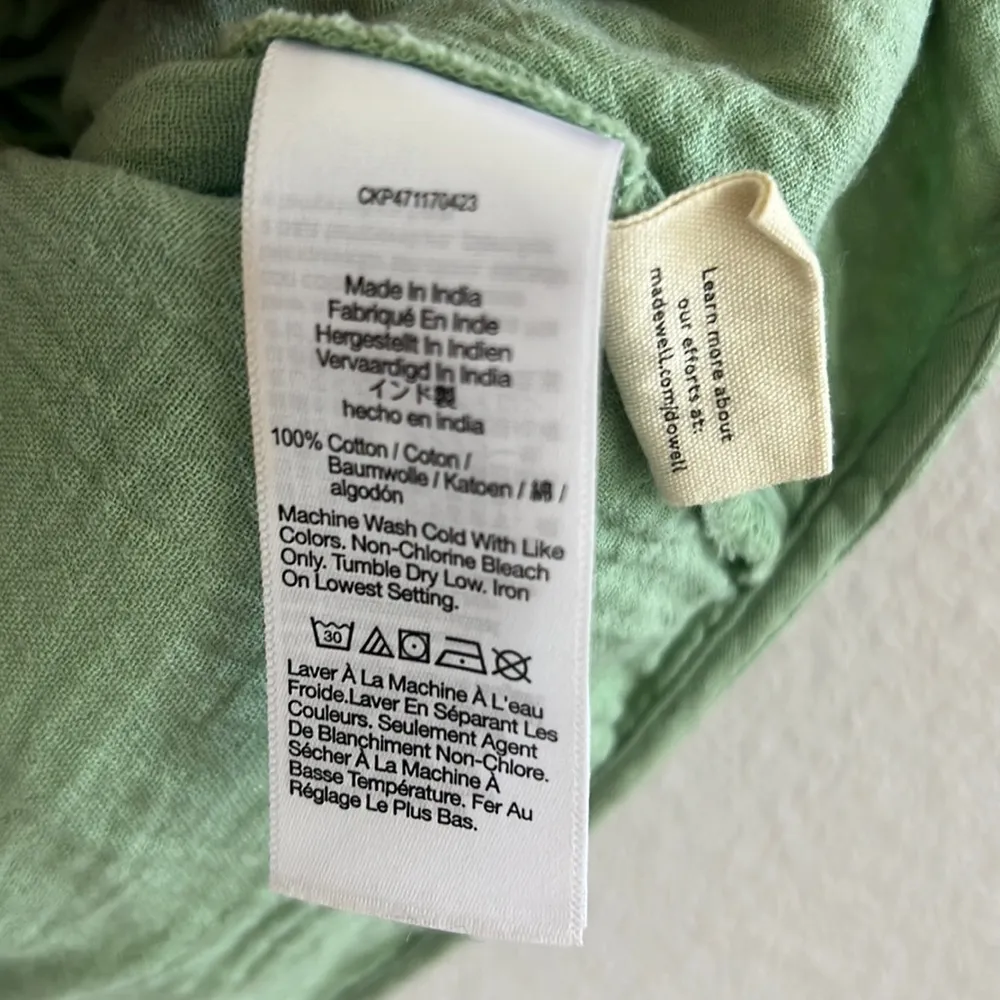 CKP471170423
Made In India
Fabriqué En Inde
Hergestellt In Indien
Vervaardigd In India
インド製
hecho en india
100% Cotton / Coton /
Baumwolle / Katoen / 綿 /
algodón
Machine Wash Cold With Like
Colors. Non-Chlorine Bleach
Only. Tumble Dry Low. Iron
On Lowest Setting.
30
Laver À La Machine À L'eau
Froide.Laver En Séparant Les
Couleurs. Seulement Agent
De Blanchiment Non-Chlore.
Sécher À La Machine À
Basse Température. Fer Au
Réglage Le Plus Bas.
Learn more about
our efforts at:
madewell.com/dowell